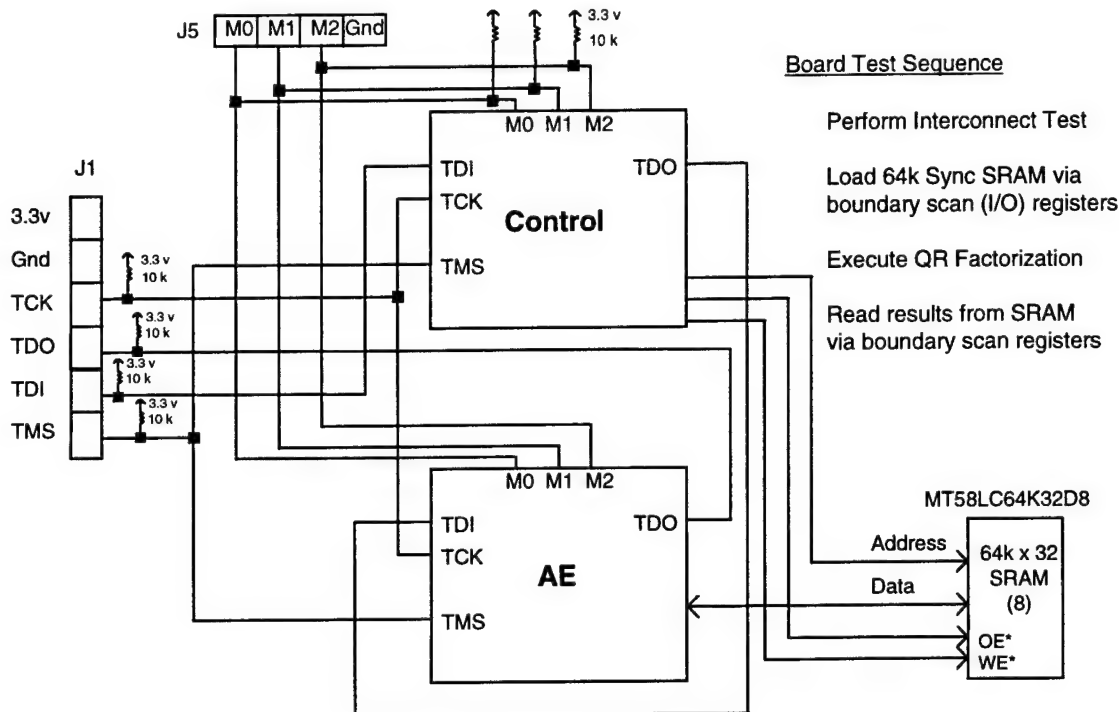 J5 M0 M1 M2 Gnd
3.3 v
10 k
M0 M1 M2
TDI
TCK
TMS
TDO
Control
J1
3.3v
Gnd
TCK
TDO
TDI
TMS
3.3 v
10 k
3.3 v
10 k
3.3 v
10 k
3.3 v
10 k
M0 M1 M2
TDI
TCK
TMS
TDO
AE
Board Test Sequence
Perform Interconnect Test
Load 64k Sync SRAM via
boundary scan (I/O) registers
Execute QR Factorization
Read results from SRAM
via boundary scan registers
MT58LC64K32D8
Address
Data
64k x 32
SRAM
(8)
OE*
WE*